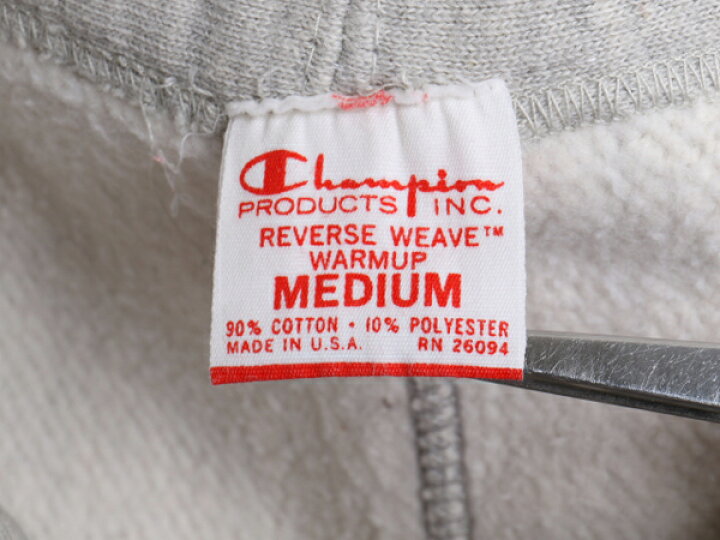 Champion
PRODUCTS INC.
REVERSE WEAVE™
WARMUP
MEDIUM
90% COTTON · 10% POLYESTER
MADE IN U.S.A. RN 26094